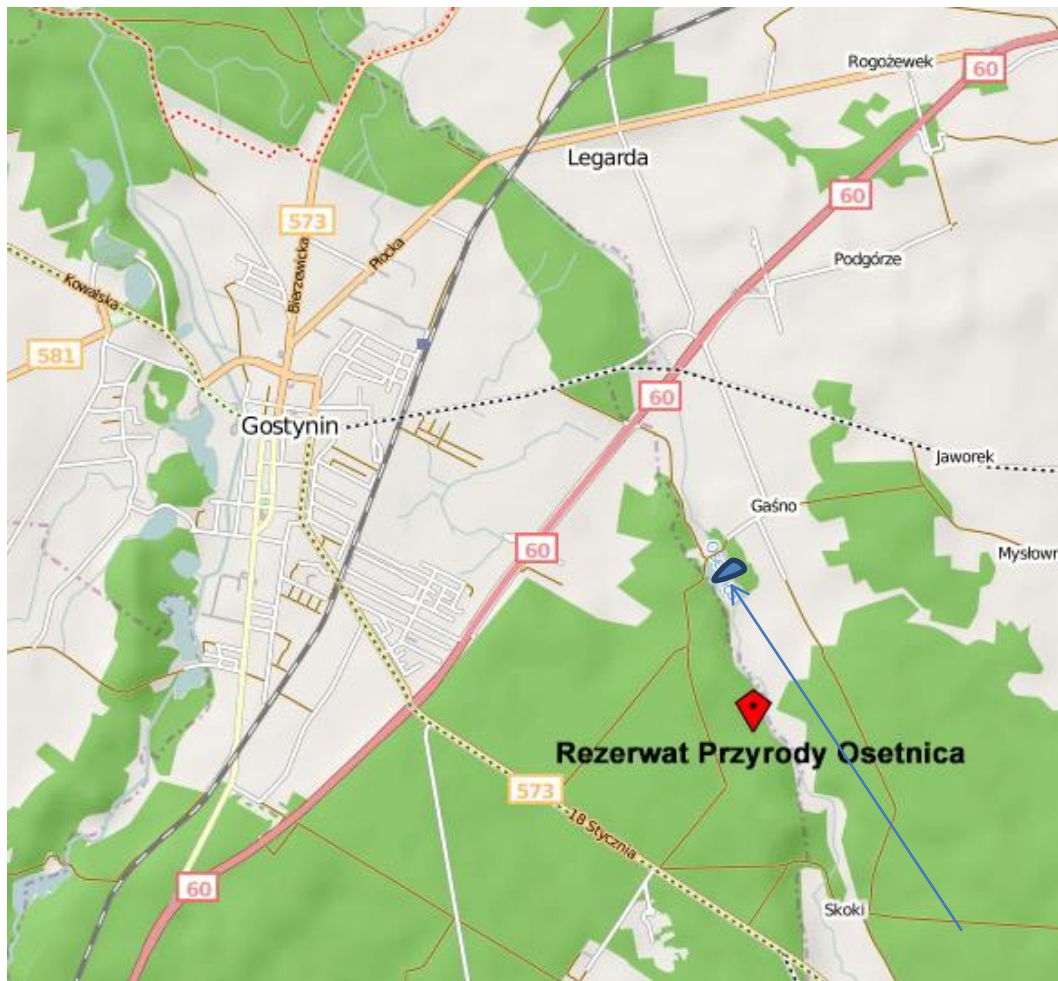 Rogożewek
60
Legarda
60
573
Bierzewicka
Płocka
Podgórze
Kowalska
581
60
Gostynin
Jaworek
Gaśno
60
Mysłown
Rezerwat Przyrody Osetnica
573
18 Stycznia
60
Skoki